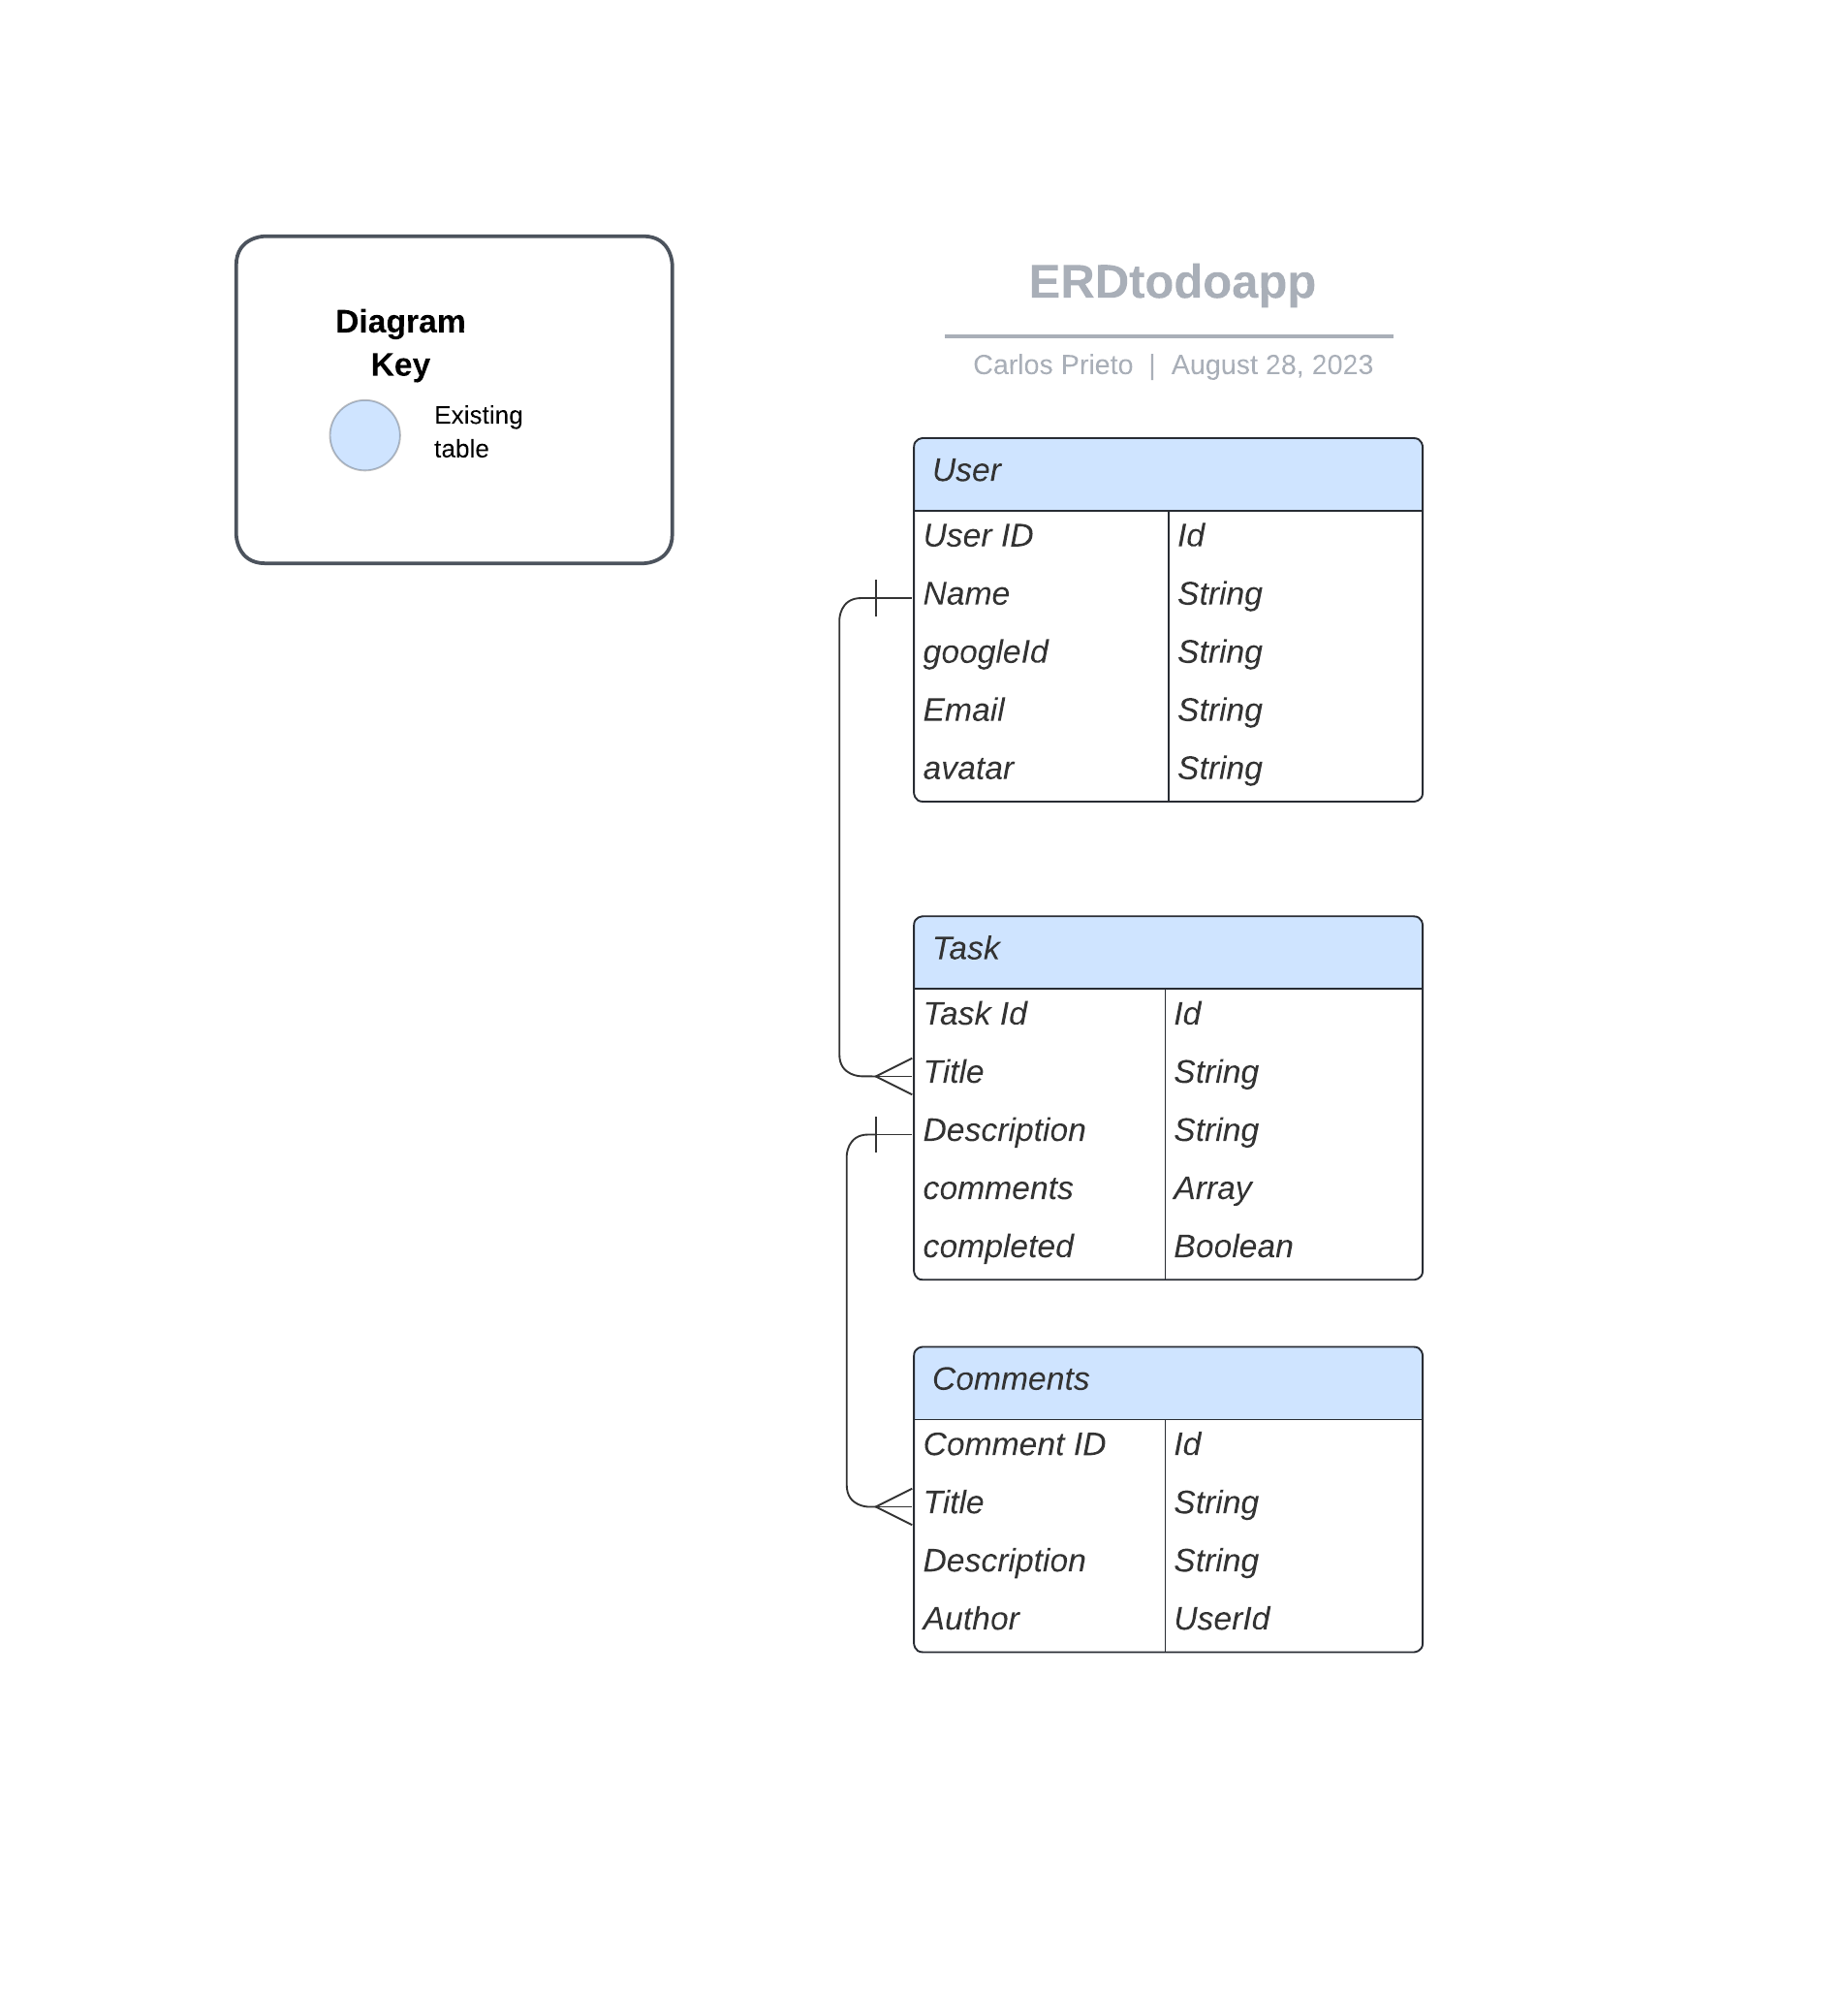 Diagram
Key
Existing
table
ERDtodoapp
Carlos Prieto | August 28, 2023
User
User ID Id
Name String
googleId String
Email String
avatar String
Task
Task Id Id
Title String
Description String
comments Array
completed Boolean
Comments
Comment ID Id
Title String
Description String
Author UserId